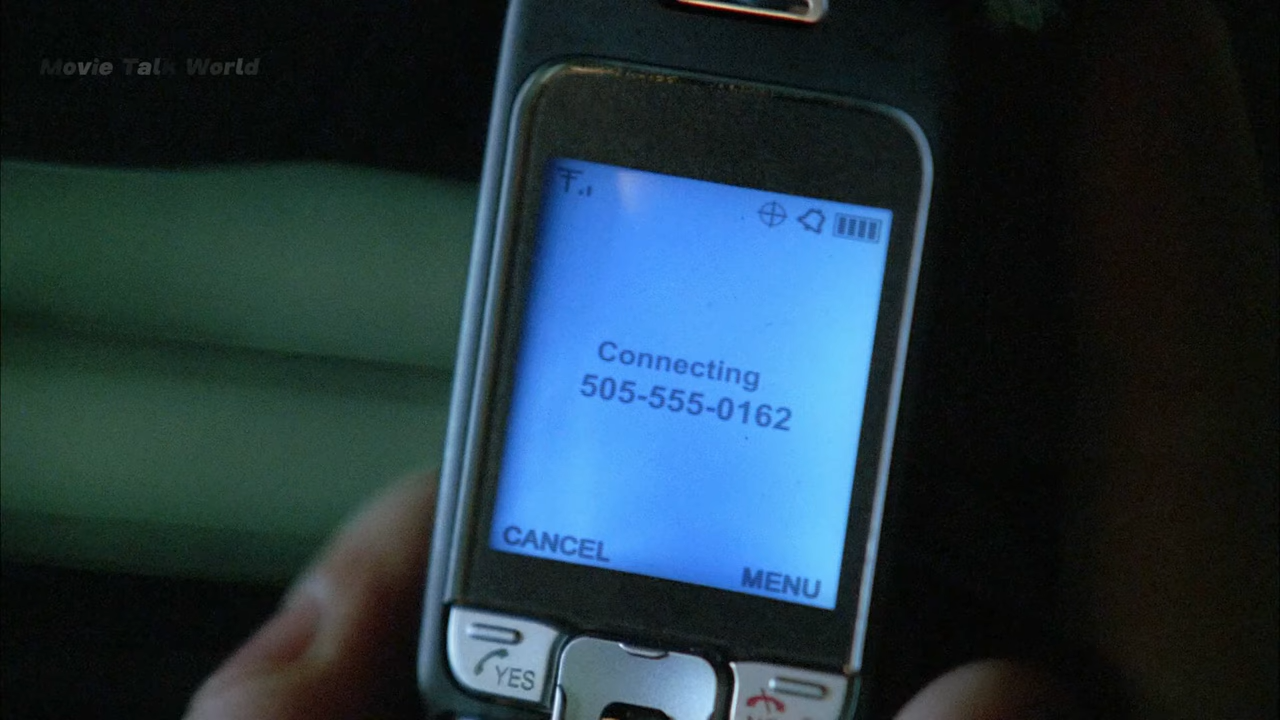 Movie Talk World
Connecting
505-555-0162
CANCEL
MENU
YES